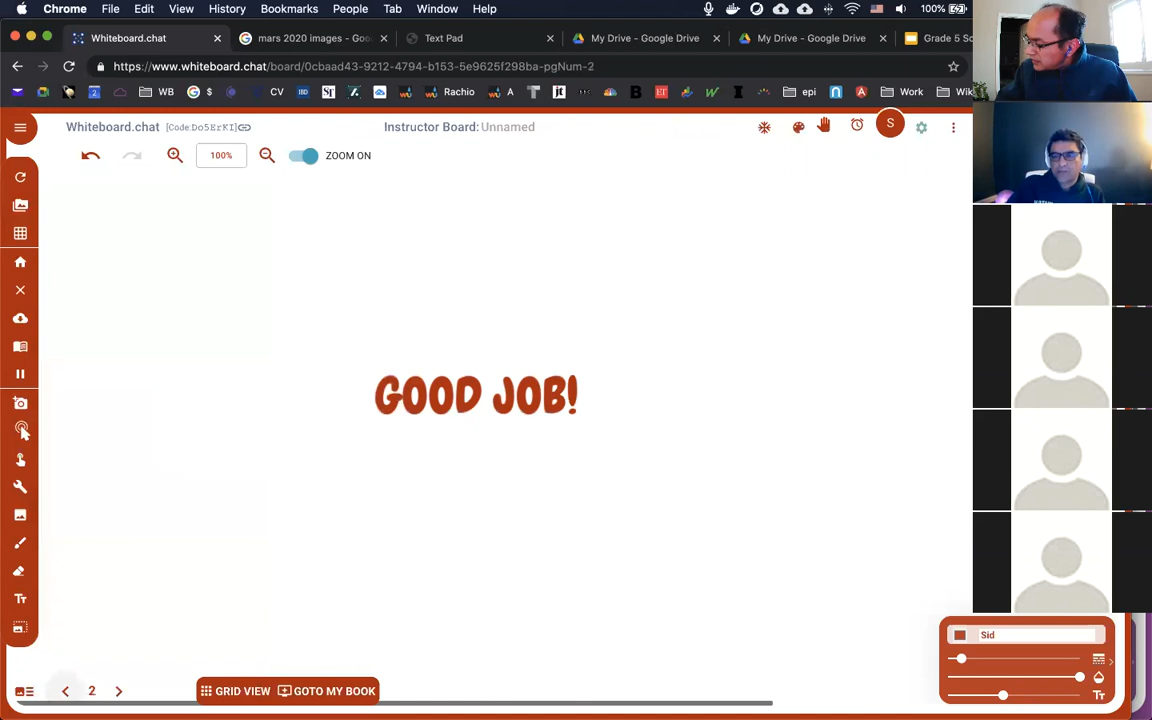 Chrome File Edit View History Bookmarks People Tab Window Help 100%
Whiteboard.chat mars 2020 images - Goo Text Pad My Drive - Google Drive My Drive - Google Drive Grade 5 Sc
https://www.whiteboard.chat/board/0cbaad43-9212-4794-b153-5e9625f298ba-pgNum-2
WB $ CV Rachio A epi Work Wik
Whiteboard.chat [Code:Do5ErKI] Instructor Board: Unnamed S
100% ZOOM ON
GOOD JOB!
Sid
2 GRID VIEW GOTO MY BOOK